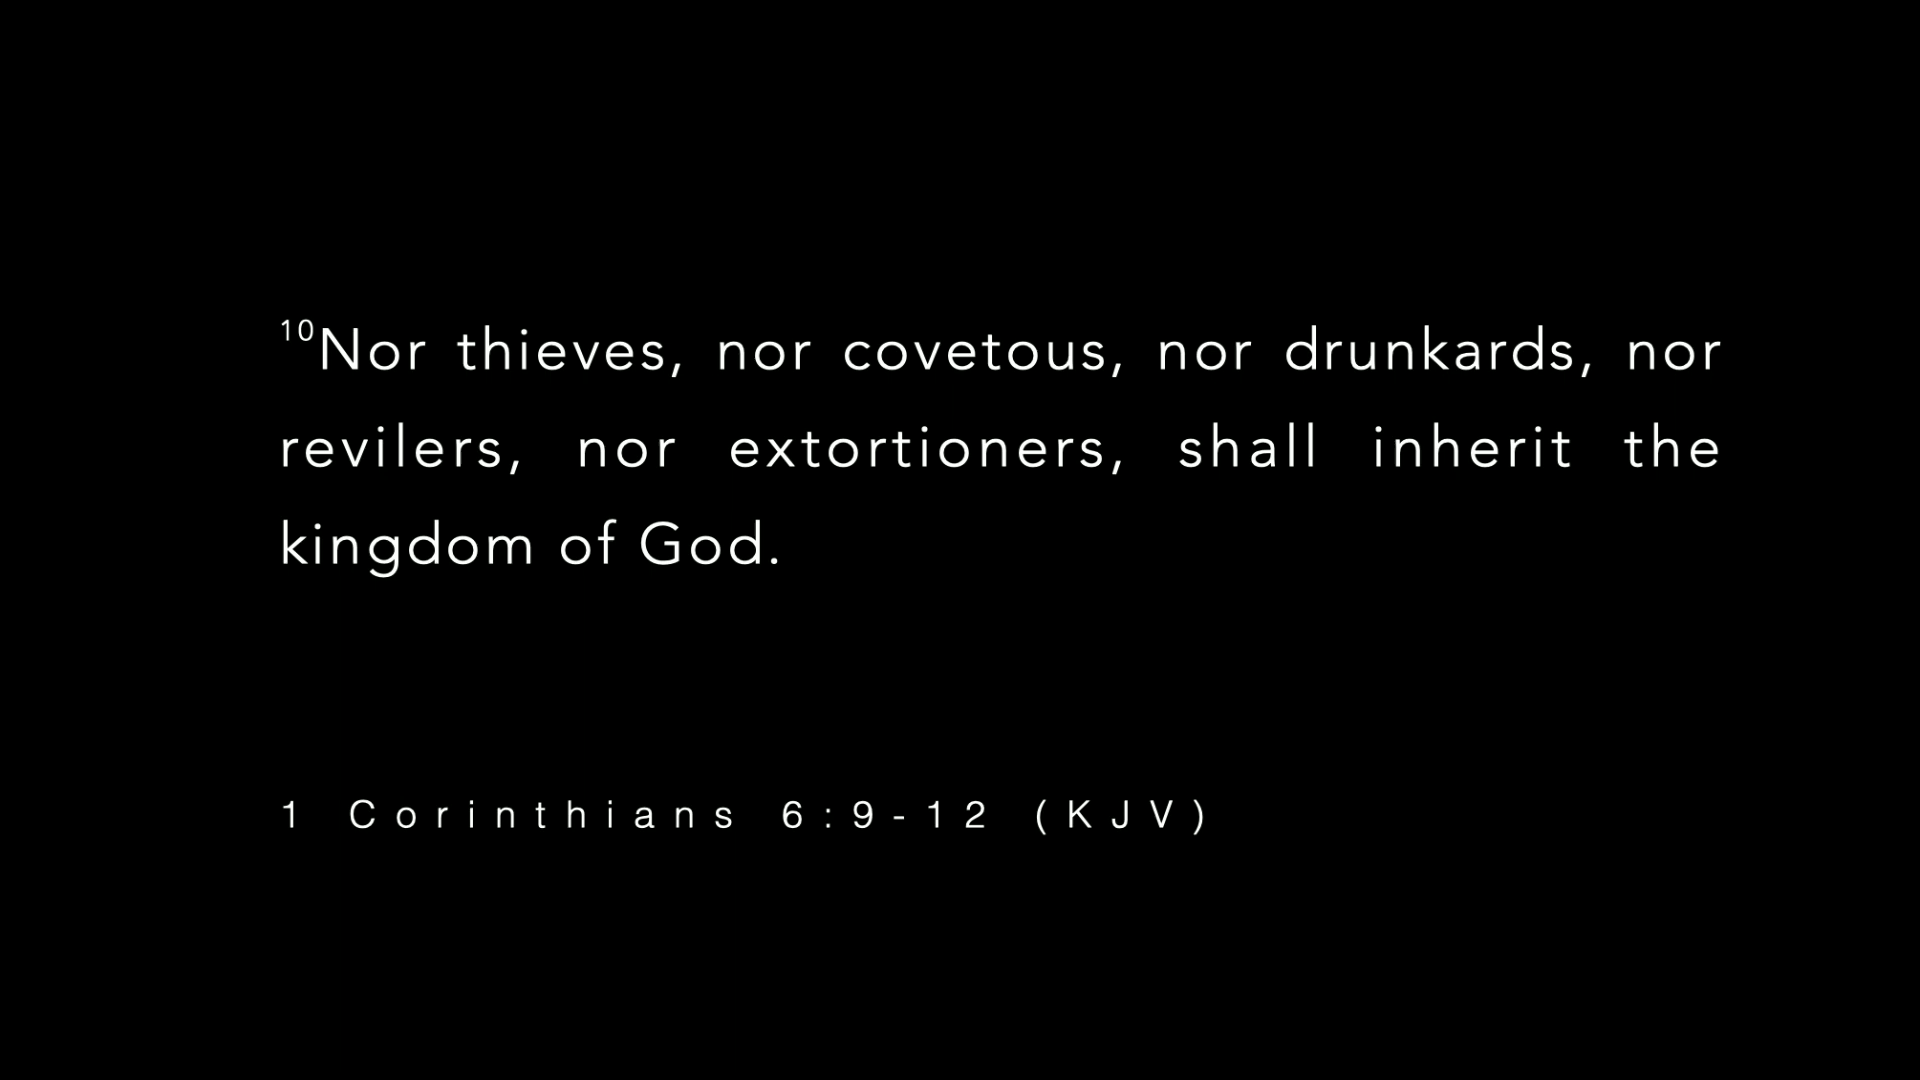 10Nor thieves, nor covetous, nor drunkards, nor
revilers, nor extortioners, shall inherit the
kingdom of God.
1 Corinthians 6:9-12 (KJV)